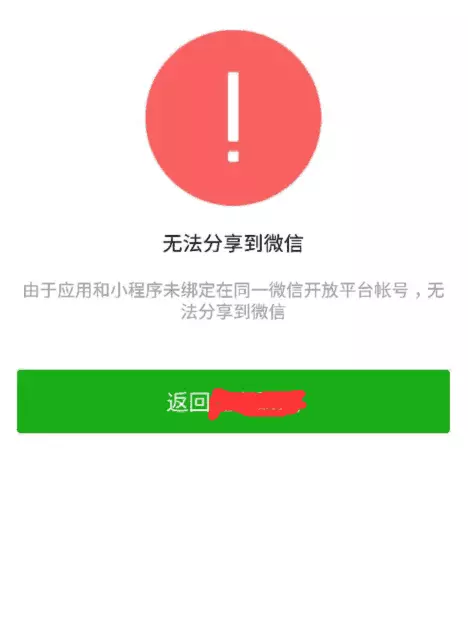 无法分享到微信
由于应用和小程序未绑定在同一微信开放平台帐号，无
法分享到微信
返回